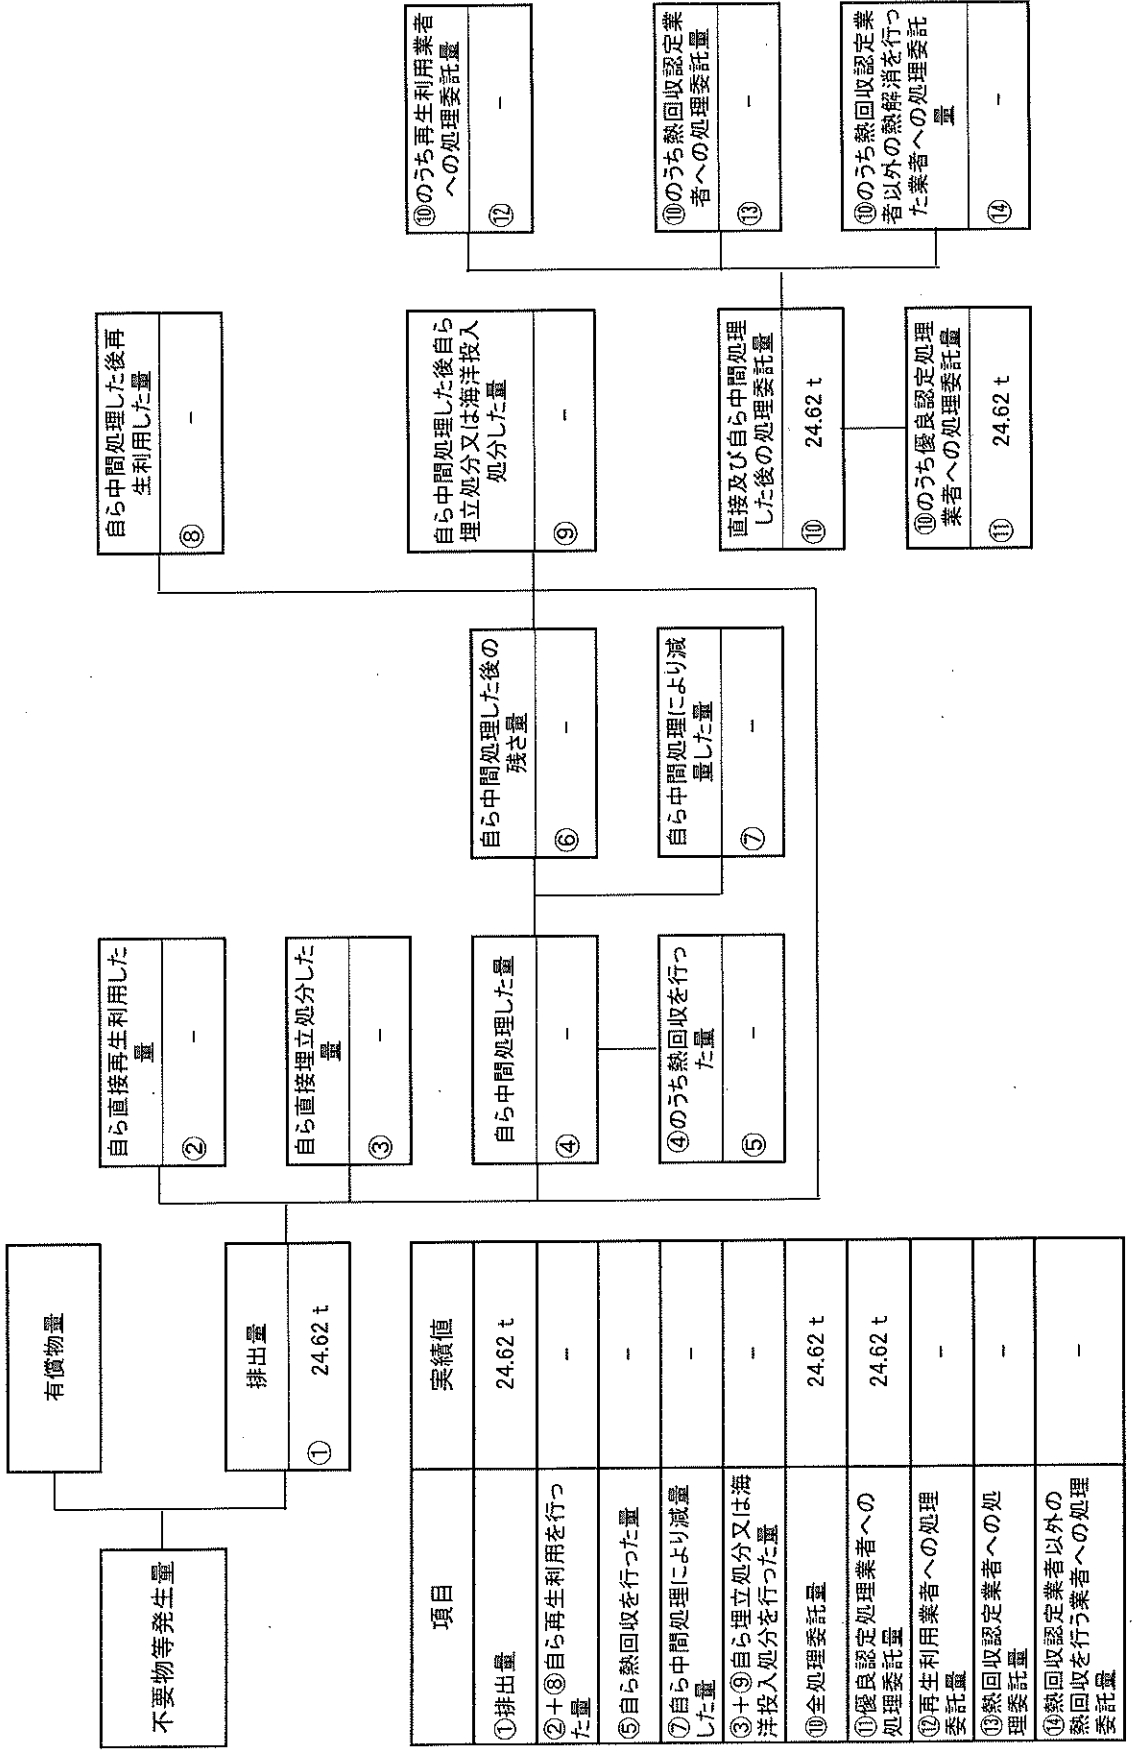 不要物等発生量
有償物量
排出量
① 24.62 t
自ら直接再生利用した
量
② －
自ら直接埋立処分した
量
③ －
自ら中間処理した量
④ －
④のうち熱回収を行っ
た量
⑤ －
自ら中間処理した後の
残さ量
⑥ －
自ら中間処理により減
量した量
⑦ －
自ら中間処理した後再
生利用した量
⑧ －
自ら中間処理した後自ら
埋立処分又は海洋投入
処分した量
⑨ －
直接及び自ら中間処理
した後の処理委託量
⑩ 24.62 t
⑩のうち優良認定処理
業者への処理委託量
⑪ 24.62 t
⑩のうち再生利用業者
への処理委託量
⑫ －
⑩のうち熱回収認定業
者への処理委託量
⑬ －
⑩のうち熱回収認定業
者以外の熱解消を行っ
た業者への処理委託
量
⑭ －
項目 実績値
①排出量 24.62 t
②＋⑧自ら再生利用を行っ
た量 －
⑤自ら熱回収を行った量 －
⑦自ら中間処理により減量
した量 －
③＋⑨自ら埋立処分又は海
洋投入処分を行った量 －
⑩全処理委託量 24.62 t
⑪優良認定処理業者への
処理委託量 24.62 t
⑫再生利用業者への処理
委託量 －
⑬熱回収認定業者への処
理委託量 －
⑭熱回収認定業者以外の
熱回収を行う業者への処理
委託量 －